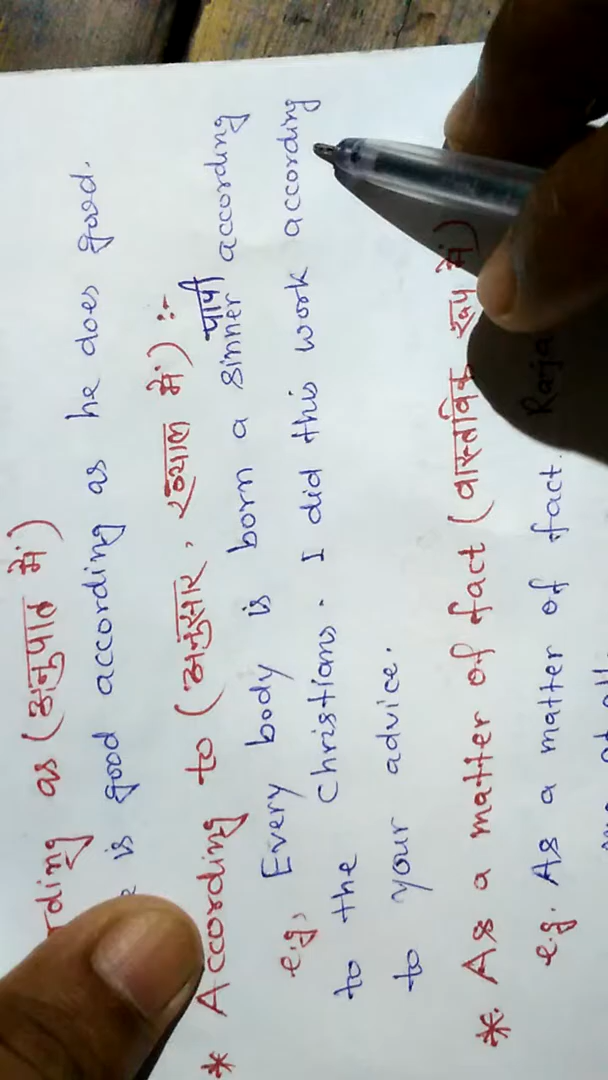 rding as (अनुपात में)
e is good according as he does good.
* According to (अनुसार, ख्याल में) :-
पापी
e.g, Every body is born a sinner according
to the Christians. I did this work according
to your advice.
* As a matter of fact (वास्तविक रूप में)
e.g. As a matter of fact. Raja